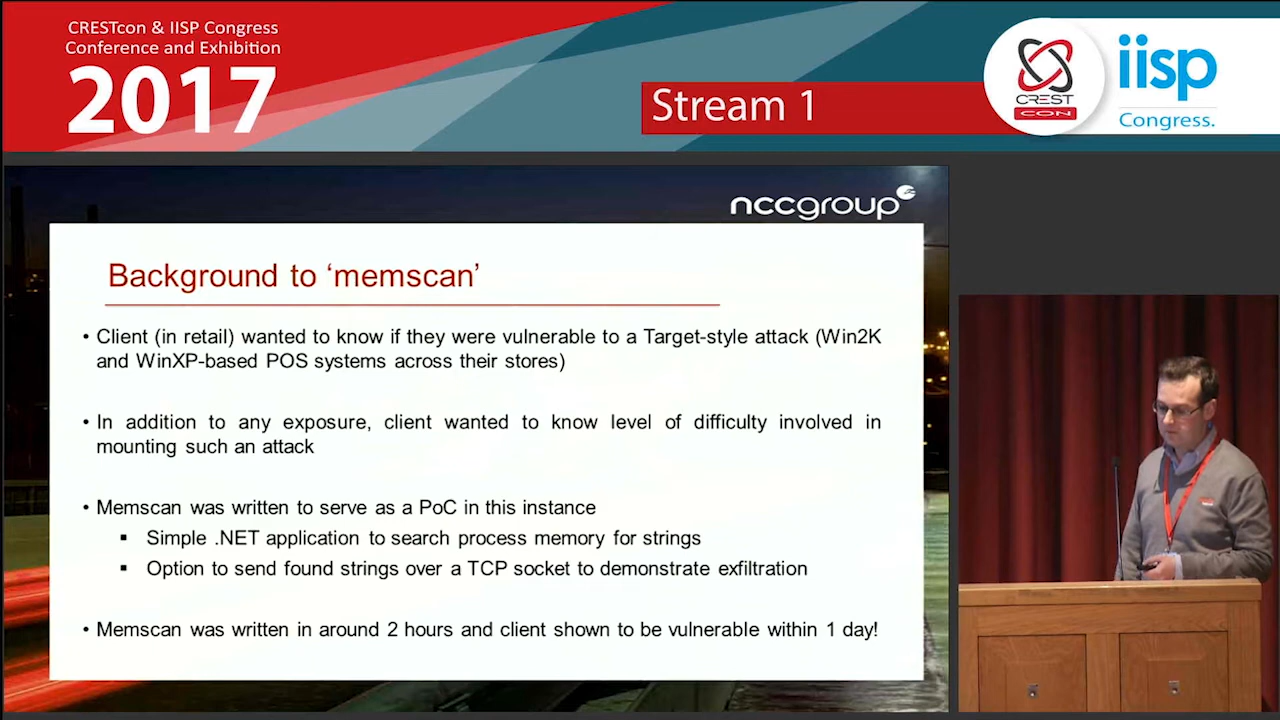 CRESTcon & IISP Congress
Conference and Exhibition
2017
Stream 1
CREST
CON
iisp
Congress.
nccgroup
Background to ‘memscan’
• Client (in retail) wanted to know if they were vulnerable to a Target-style attack (Win2K
and WinXP-based POS systems across their stores)
• In addition to any exposure, client wanted to know level of difficulty involved in
mounting such an attack
• Memscan was written to serve as a PoC in this instance
▪ Simple .NET application to search process memory for strings
▪ Option to send found strings over a TCP socket to demonstrate exfiltration
• Memscan was written in around 2 hours and client shown to be vulnerable within 1 day!